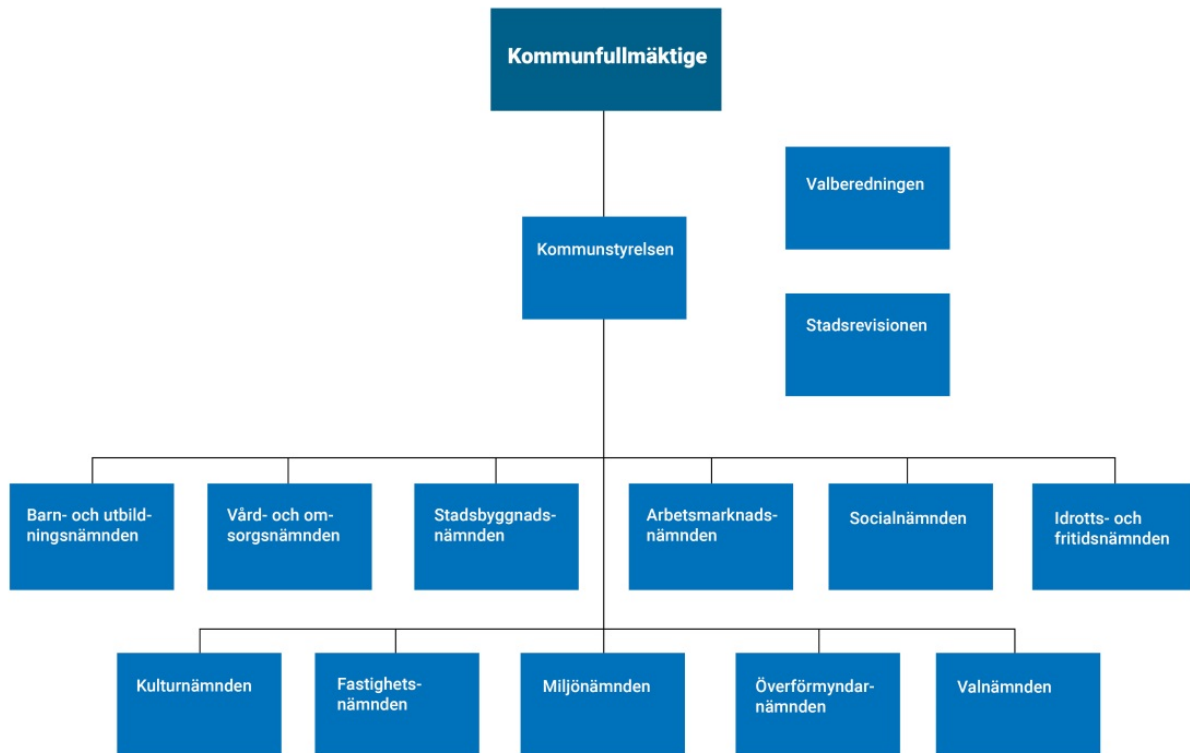 Kommunfullmäktige
Valberedningen
Kommunstyrelsen
Stadsrevisionen
Barn- och utbild-
ningsnämnden
Vård- och om-
sorgsnämnden
Stadsbyggnads-
nämnden
Arbetsmarknads-
nämnden
Socialnämnden
Idrotts- och
fritidsnämnden
Kulturnämnden
Fastighets-
nämnden
Miljönämnden
Överförmyndar-
nämnden
Valnämnden